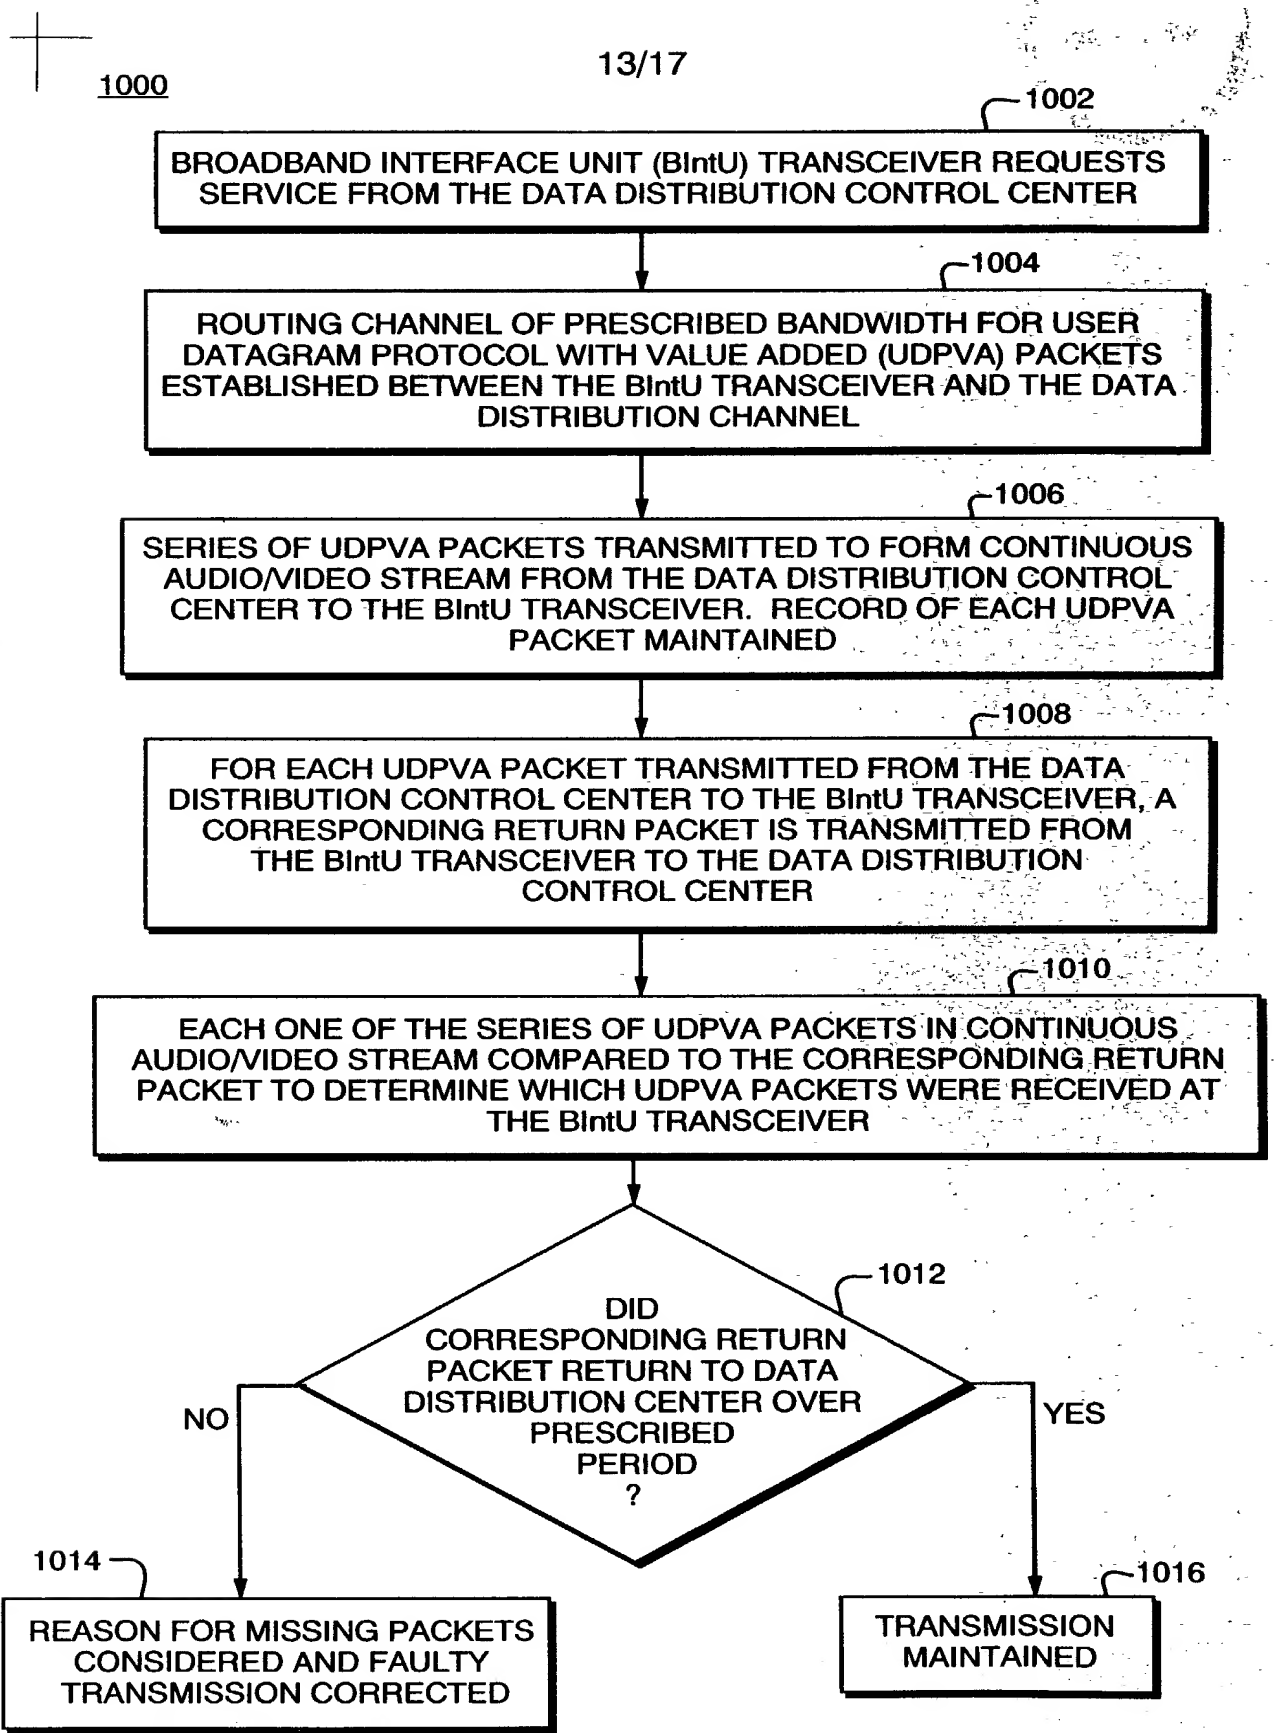 13/17
1000
1002
BROADBAND INTERFACE UNIT (BIntU) TRANSCEIVER REQUESTS
SERVICE FROM THE DATA DISTRIBUTION CONTROL CENTER
1004
ROUTING CHANNEL OF PRESCRIBED BANDWIDTH FOR USER
DATAGRAM PROTOCOL WITH VALUE ADDED (UDPVA) PACKETS
ESTABLISHED BETWEEN THE BIntU TRANSCEIVER AND THE DATA
DISTRIBUTION CHANNEL
1006
SERIES OF UDPVA PACKETS TRANSMITTED TO FORM CONTINUOUS
AUDIO/VIDEO STREAM FROM THE DATA DISTRIBUTION CONTROL
CENTER TO THE BIntU TRANSCEIVER. RECORD OF EACH UDPVA
PACKET MAINTAINED
1008
FOR EACH UDPVA PACKET TRANSMITTED FROM THE DATA
DISTRIBUTION CONTROL CENTER TO THE BIntU TRANSCEIVER, A
CORRESPONDING RETURN PACKET IS TRANSMITTED FROM
THE BIntU TRANSCEIVER TO THE DATA DISTRIBUTION
CONTROL CENTER
1010
EACH ONE OF THE SERIES OF UDPVA PACKETS IN CONTINUOUS
AUDIO/VIDEO STREAM COMPARED TO THE CORRESPONDING RETURN
PACKET TO DETERMINE WHICH UDPVA PACKETS WERE RECEIVED AT
THE BIntU TRANSCEIVER
1012
DID
CORRESPONDING RETURN
PACKET RETURN TO DATA
DISTRIBUTION CENTER OVER
PRESCRIBED
PERIOD
?
NO
YES
1014
REASON FOR MISSING PACKETS
CONSIDERED AND FAULTY
TRANSMISSION CORRECTED
1016
TRANSMISSION
MAINTAINED